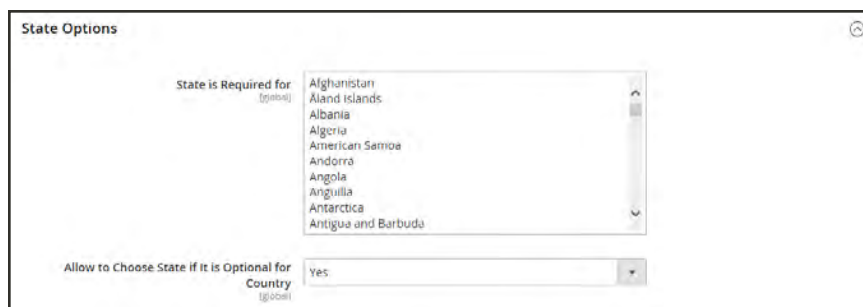 State Options
State is Required for
[global]
Afghanistan
Åland Islands
Albania
Algeria
American Samoa
Andorra
Angola
Anguilla
Antarctica
Antigua and Barbuda
Allow to Choose State if It is Optional for
Country
[global]
Yes